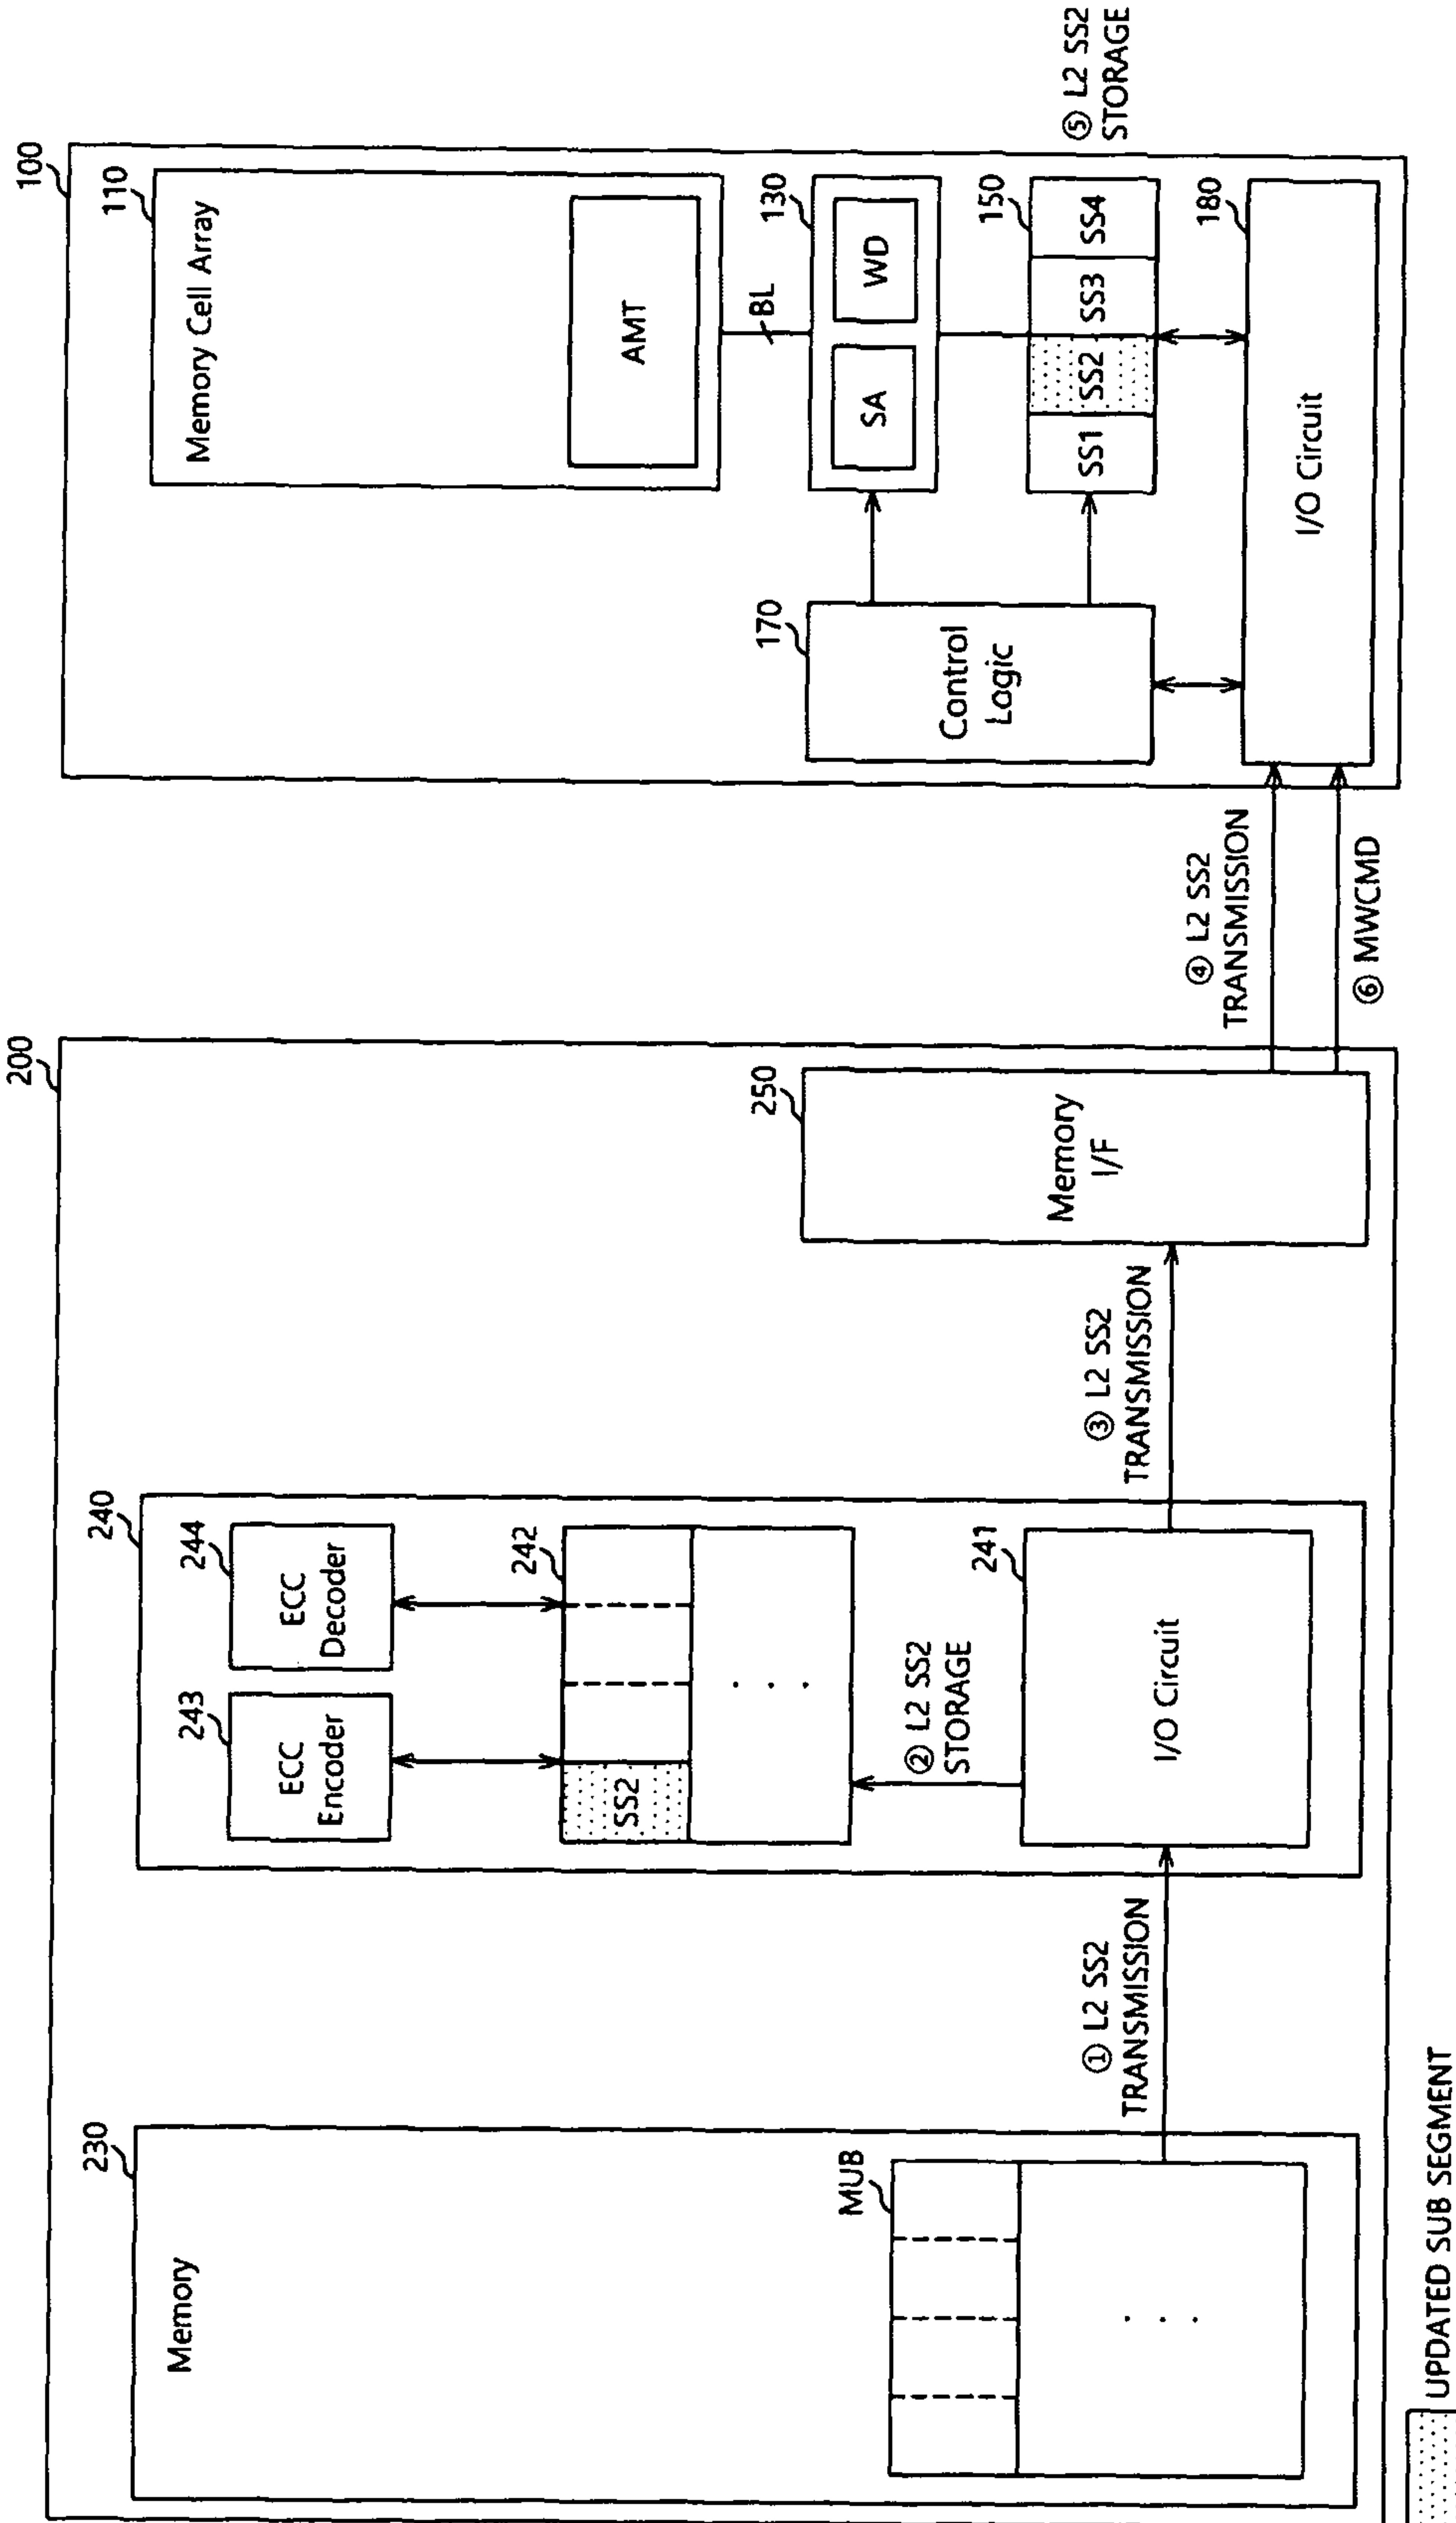 200
230
Memory
MUB
① L2 SS2
TRANSMISSION
240
243
ECC
Encoder
244
ECC
Decoder
242
SS2
. . .
② L2 SS2
STORAGE
241
I/O Circuit
③ L2 SS2
TRANSMISSION
250
Memory
I/F
④ L2 SS2
TRANSMISSION
⑥ MWCMD
100
110
Memory Cell Array
AMT
BL
130
SA
WD
170
Control
Logic
150
SS1
SS2
SS3
SS4
⑤ L2 SS2
STORAGE
180
I/O Circuit
. . .
UPDATED SUB SEGMENT